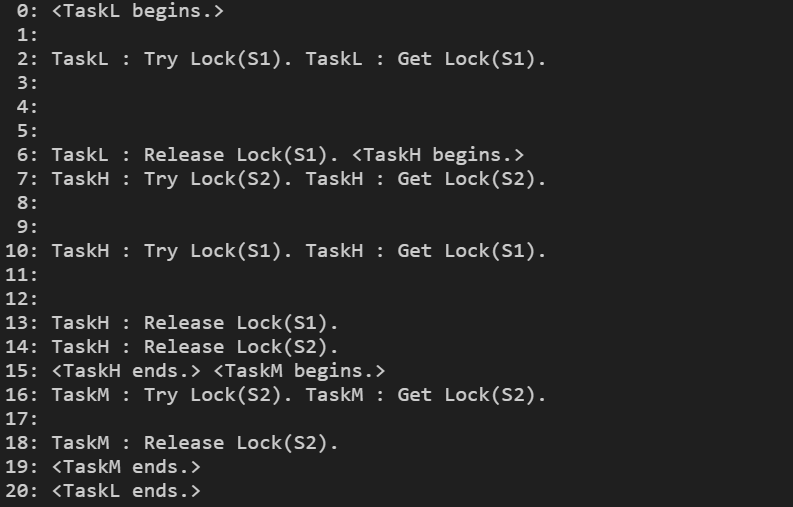 0: <TaskL begins.>
1:
2: TaskL : Try Lock(S1). TaskL : Get Lock(S1).
3:
4:
5:
6: TaskL : Release Lock(S1). <TaskH begins.>
7: TaskH : Try Lock(S2). TaskH : Get Lock(S2).
8:
9:
10: TaskH : Try Lock(S1). TaskH : Get Lock(S1).
11:
12:
13: TaskH : Release Lock(S1).
14: TaskH : Release Lock(S2).
15: <TaskH ends.> <TaskM begins.>
16: TaskM : Try Lock(S2). TaskM : Get Lock(S2).
17:
18: TaskM : Release Lock(S2).
19: <TaskM ends.>
20: <TaskL ends.>